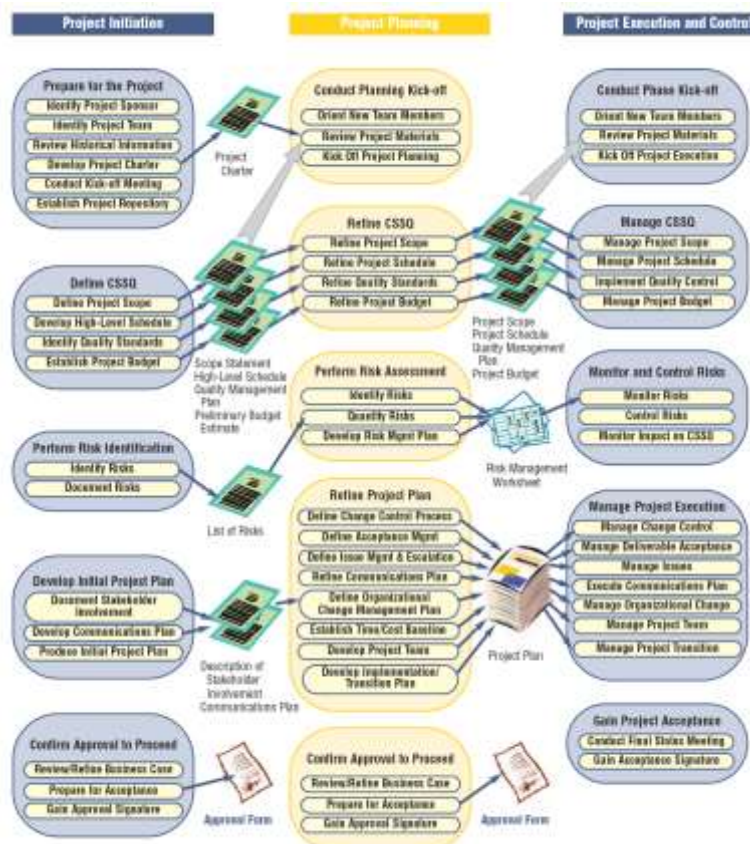 Project Initiation
Project Planning
Project Execution and Control
Prepare for the Project
Identify Project Sponsor
Identify Project Team
Review Historical Information
Develop Project Charter
Conduct Kick-off Meeting
Establish Project Repository
Project
Charter
Conduct Planning Kick-off
Orient New Team Members
Review Project Materials
Kick Off Project Planning
Conduct Phase Kick-off
Orient New Team Members
Review Project Materials
Kick Off Project Execution
Define CSSQ
Define Project Scope
Develop High-Level Schedule
Identify Quality Standards
Establish Project Budget
Scope Statement
High-Level Schedule
Quality Management
Plan
Preliminary Budget
Estimate
Refine CSSQ
Refine Project Scope
Refine Project Schedule
Refine Quality Standards
Refine Project Budget
Project Scope
Project Schedule
Quality Management
Plan
Project Budget
Manage CSSQ
Manage Project Scope
Manage Project Schedule
Implement Quality Control
Manage Project Budget
Perform Risk Identification
Identify Risks
Document Risks
List of Risks
Perform Risk Assessment
Identify Risks
Quantify Risks
Develop Risk Mgmt Plan
Risk Management
Worksheet
Monitor and Control Risks
Monitor Risks
Control Risks
Monitor Impact on CSSQ
Develop Initial Project Plan
Document Stakeholder
Involvement
Develop Communications Plan
Produce Initial Project Plan
Description of
Stakeholder
Involvement
Communications Plan
Refine Project Plan
Define Change Control Process
Define Acceptance Mgmt
Define Issue Mgmt & Escalation
Refine Communications Plan
Define Organizational
Change Management Plan
Establish Time/Cost Baseline
Develop Project Team
Develop Implementation/
Transition Plan
Project Plan
Manage Project Execution
Manage Change Control
Manage Deliverable Acceptance
Manage Issues
Execute Communications Plan
Manage Organizational Change
Manage Project Team
Manage Project Transition
Confirm Approval to Proceed
Review/Refine Business Case
Prepare for Acceptance
Gain Approval Signature
Approval Form
Confirm Approval to Proceed
Review/Refine Business Case
Prepare for Acceptance
Gain Approval Signature
Approval Form
Gain Project Acceptance
Conduct Final Status Meeting
Gain Acceptance Signature